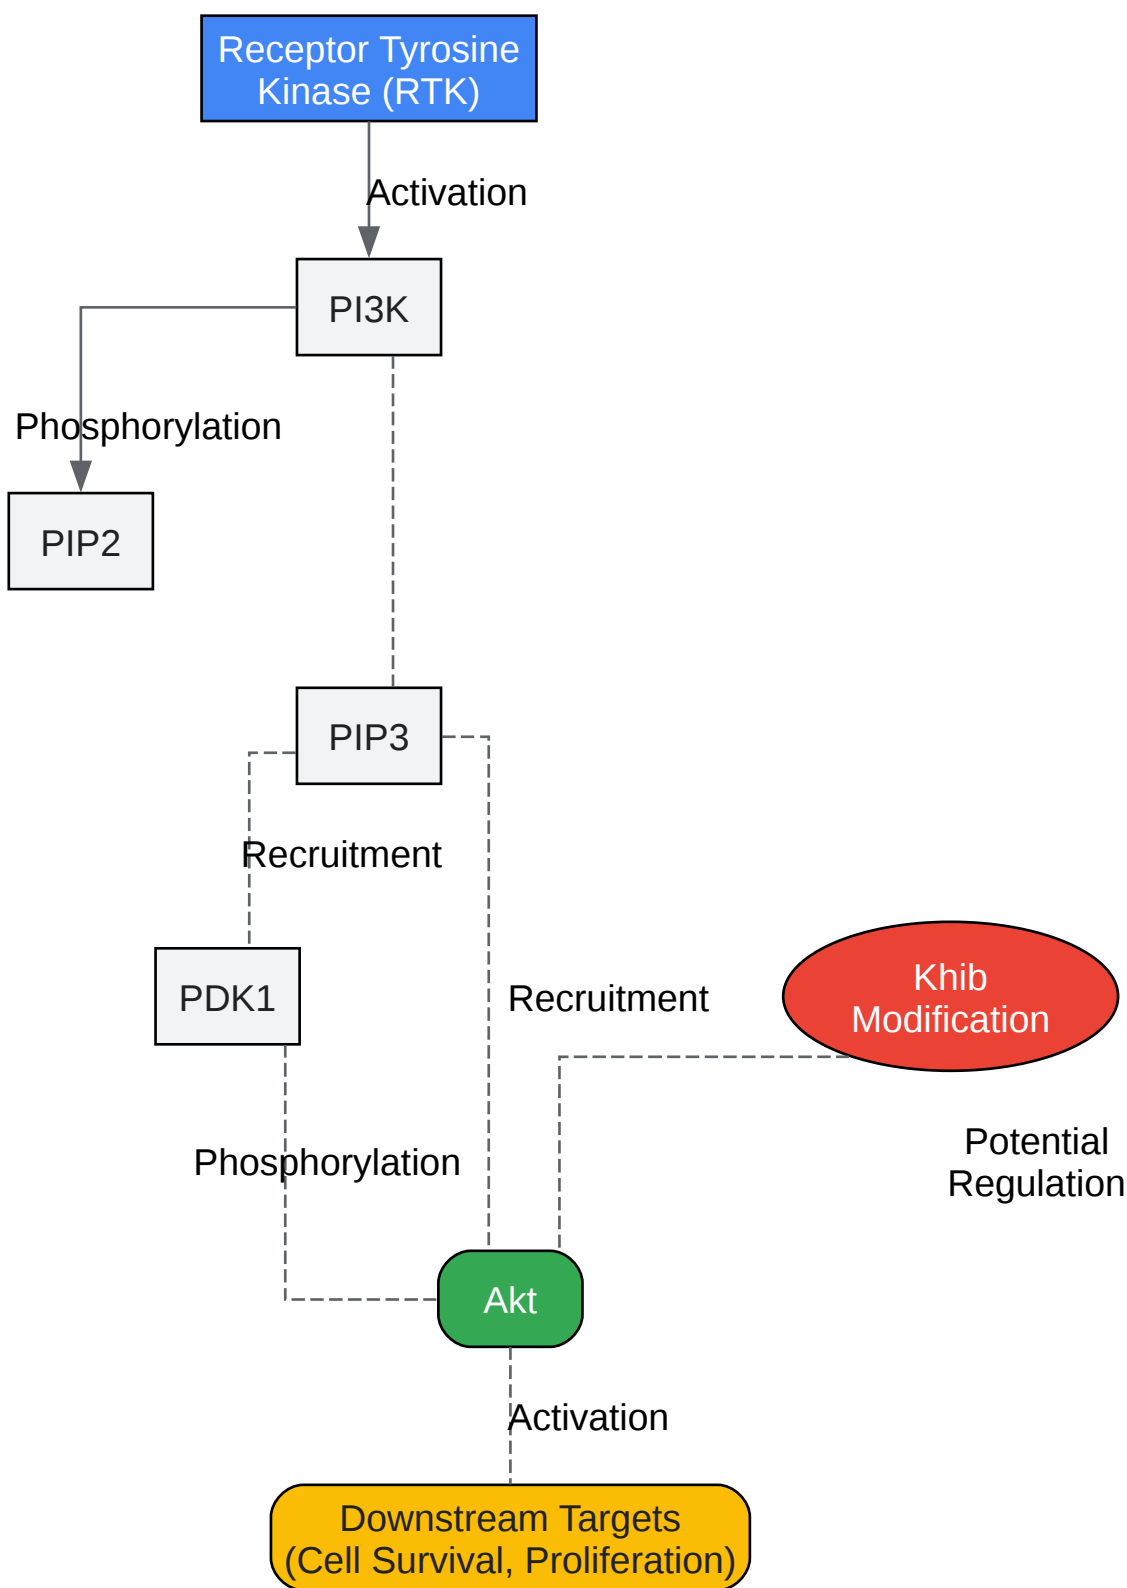 Receptor Tyrosine
Kinase (RTK)
Activation
PI3K
Phosphorylation
PIP2
PIP3
Recruitment
PDK1
Recruitment
Khib
Modification
Potential
Regulation
Phosphorylation
Akt
Activation
Downstream Targets
(Cell Survival, Proliferation)